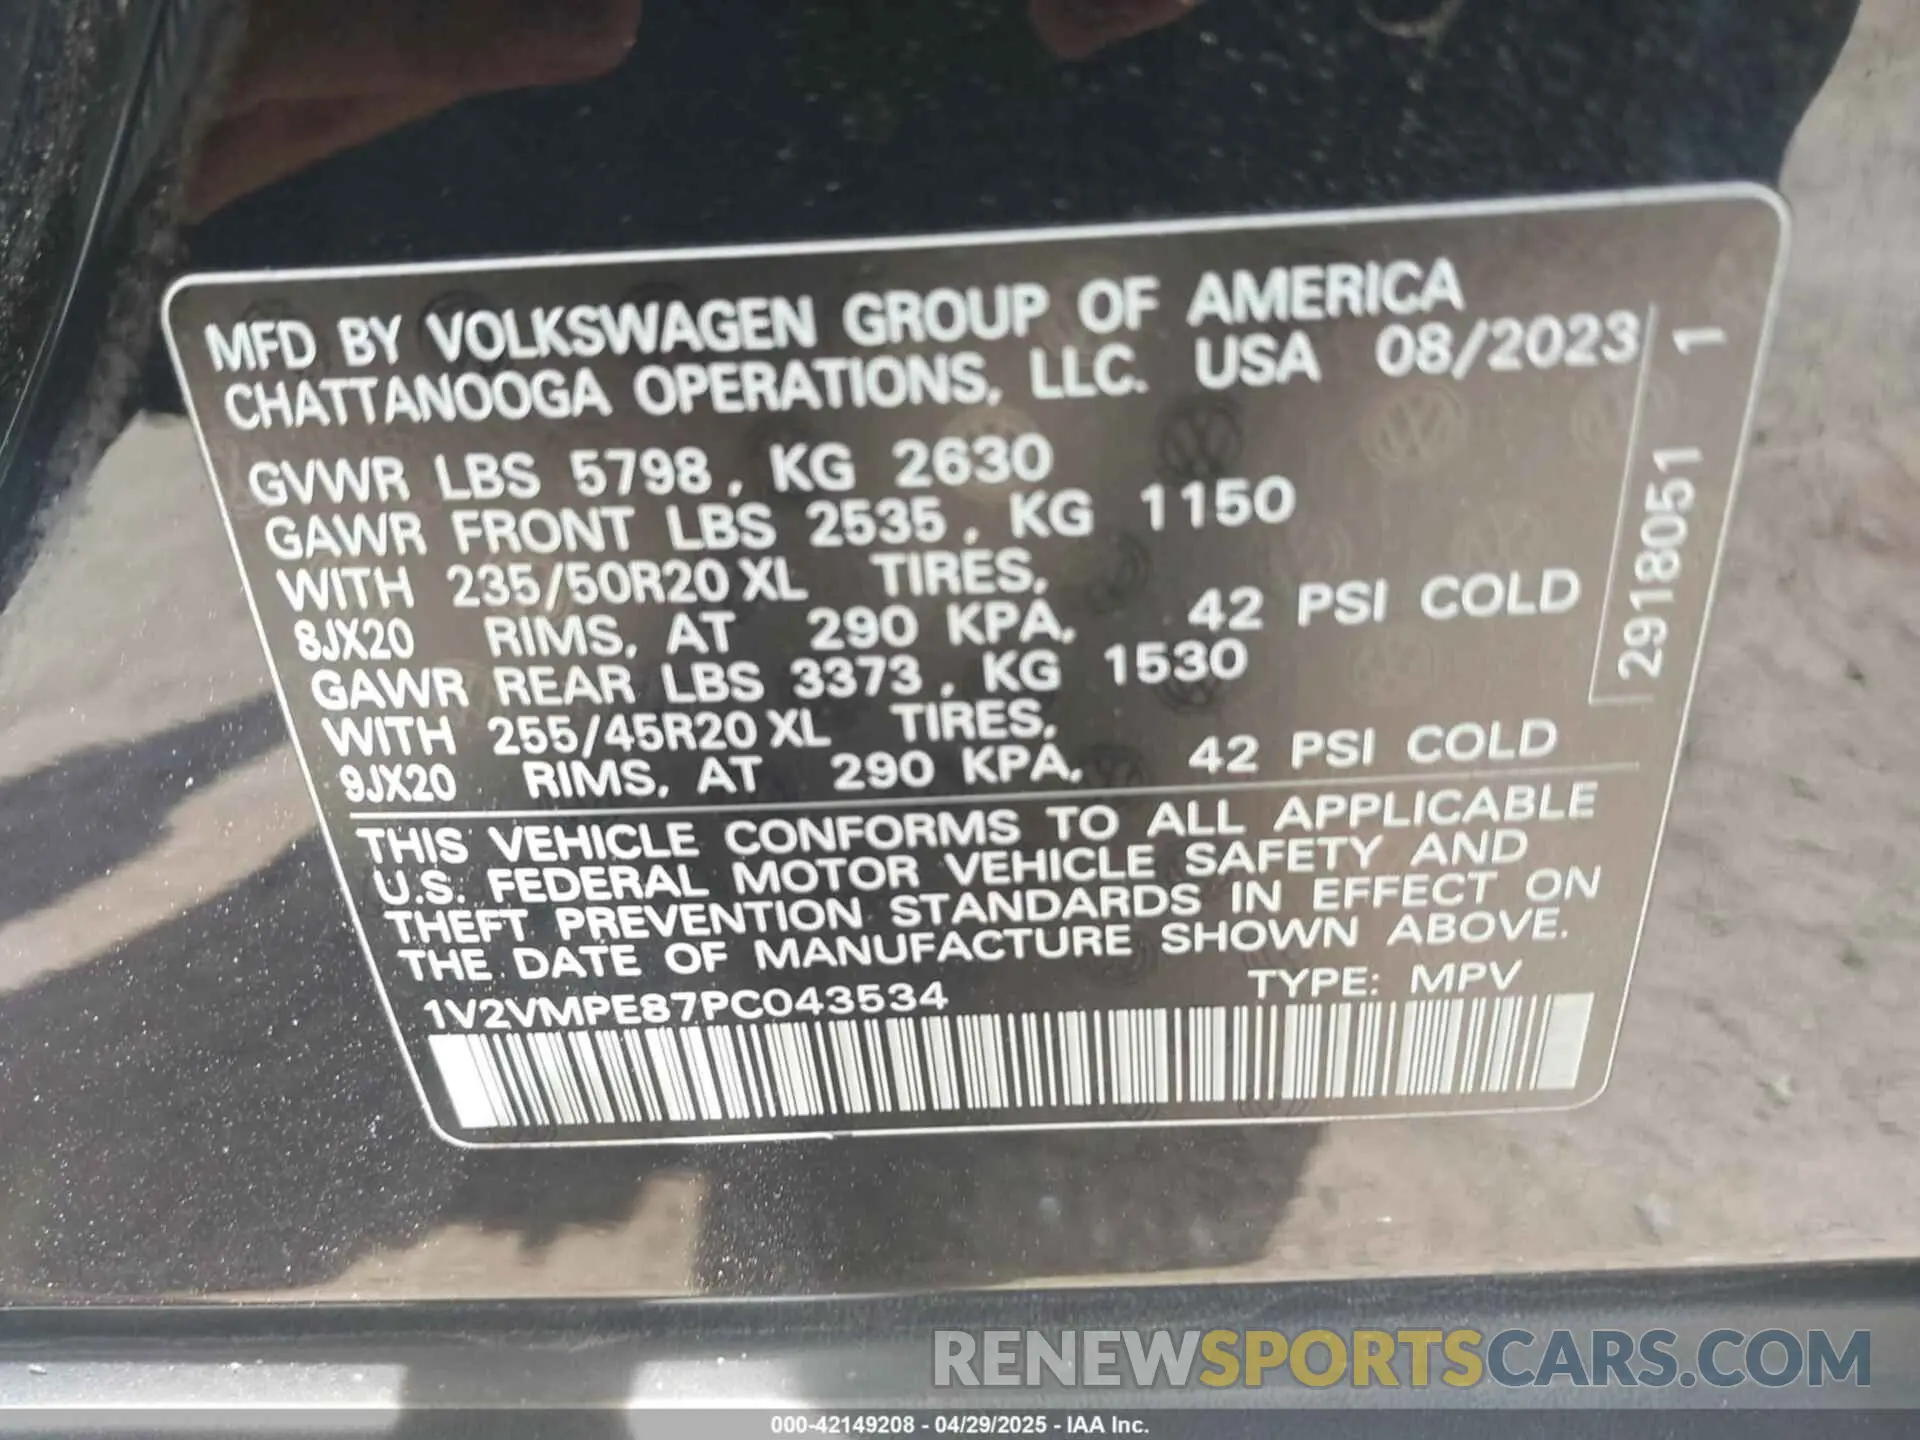 MFD BY VOLKSWAGEN GROUP OF AMERICA
CHATTANOOGA OPERATIONS, LLC. USA 08/2023
GVWR LBS 5798, KG 2630
GAWR FRONT LBS 2535, KG 1150
WITH 235/50R20 XL TIRES,
8JX20 RIMS, AT 290 KPA, 42 PSI COLD
GAWR REAR LBS 3373, KG 1530
WITH 255/45R20 XL TIRES,
9JX20 RIMS, AT 290 KPA, 42 PSI COLD
2918051 1
THIS VEHICLE CONFORMS TO ALL APPLICABLE
U.S. FEDERAL MOTOR VEHICLE SAFETY AND
THEFT PREVENTION STANDARDS IN EFFECT ON
THE DATE OF MANUFACTURE SHOWN ABOVE.
1V2VMPE87PC043534 TYPE: MPV
RENEWSPORTSCARS.COM
000-42149208 - 04/29/2025 - IAA Inc.